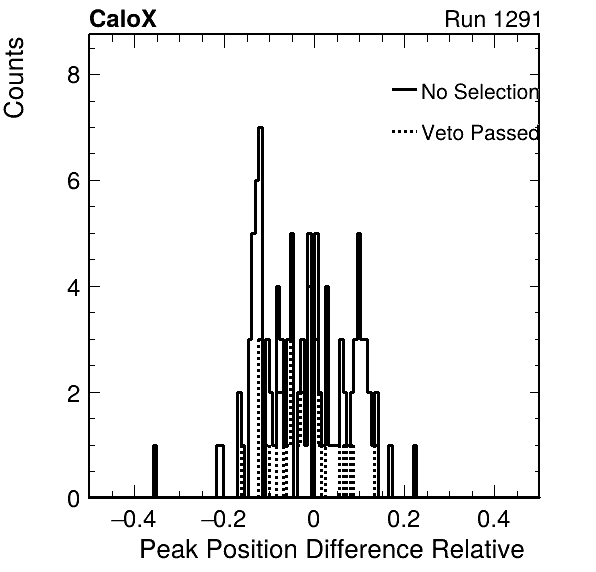 CaloX Run 1291
Counts
8
No Selection
Veto Passed
6
4
2
0
−0.4 −0.2 0 0.2 0.4
Peak Position Difference Relative